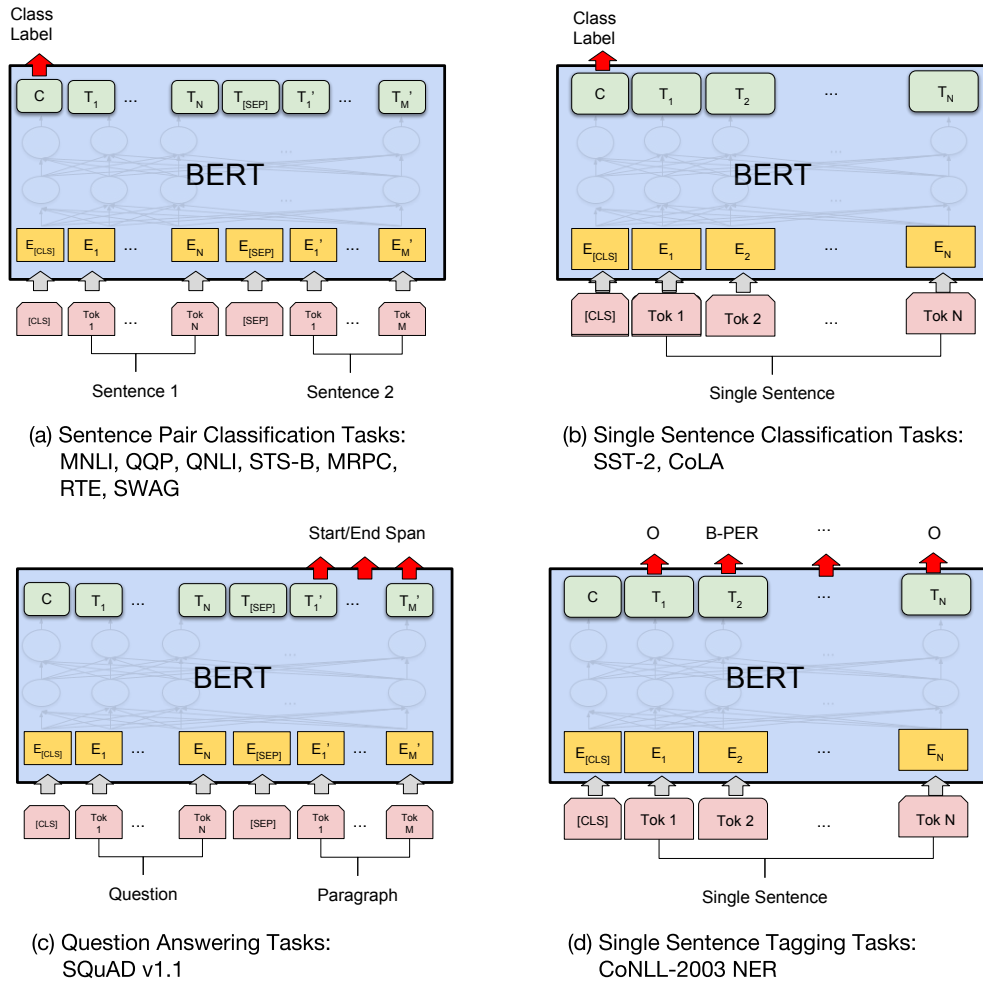 Class
Label
C T1 ... TN T[SEP] T1' ... TM'
...
BERT
...
E[CLS] E1 ... EN E[SEP] E1' ... EM'
[CLS] Tok 1 ... Tok N [SEP] Tok 1 ... Tok M
Sentence 1 Sentence 2
(a) Sentence Pair Classification Tasks:
MNLI, QQP, QNLI, STS-B, MRPC,
RTE, SWAG
Class
Label
C T1 T2 ... TN
...
BERT
...
E[CLS] E1 E2 ... EN
[CLS] Tok 1 Tok 2 ... Tok N
Single Sentence
(b) Single Sentence Classification Tasks:
SST-2, CoLA
Start/End Span
C T1 ... TN T[SEP] T1' ... TM'
...
BERT
...
E[CLS] E1 ... EN E[SEP] E1' ... EM'
[CLS] Tok 1 ... Tok N [SEP] Tok 1 ... Tok M
Question Paragraph
(c) Question Answering Tasks:
SQuAD v1.1
O B-PER ... O
C T1 T2 ... TN
...
BERT
...
E[CLS] E1 E2 ... EN
[CLS] Tok 1 Tok 2 ... Tok N
Single Sentence
(d) Single Sentence Tagging Tasks:
CoNLL-2003 NER